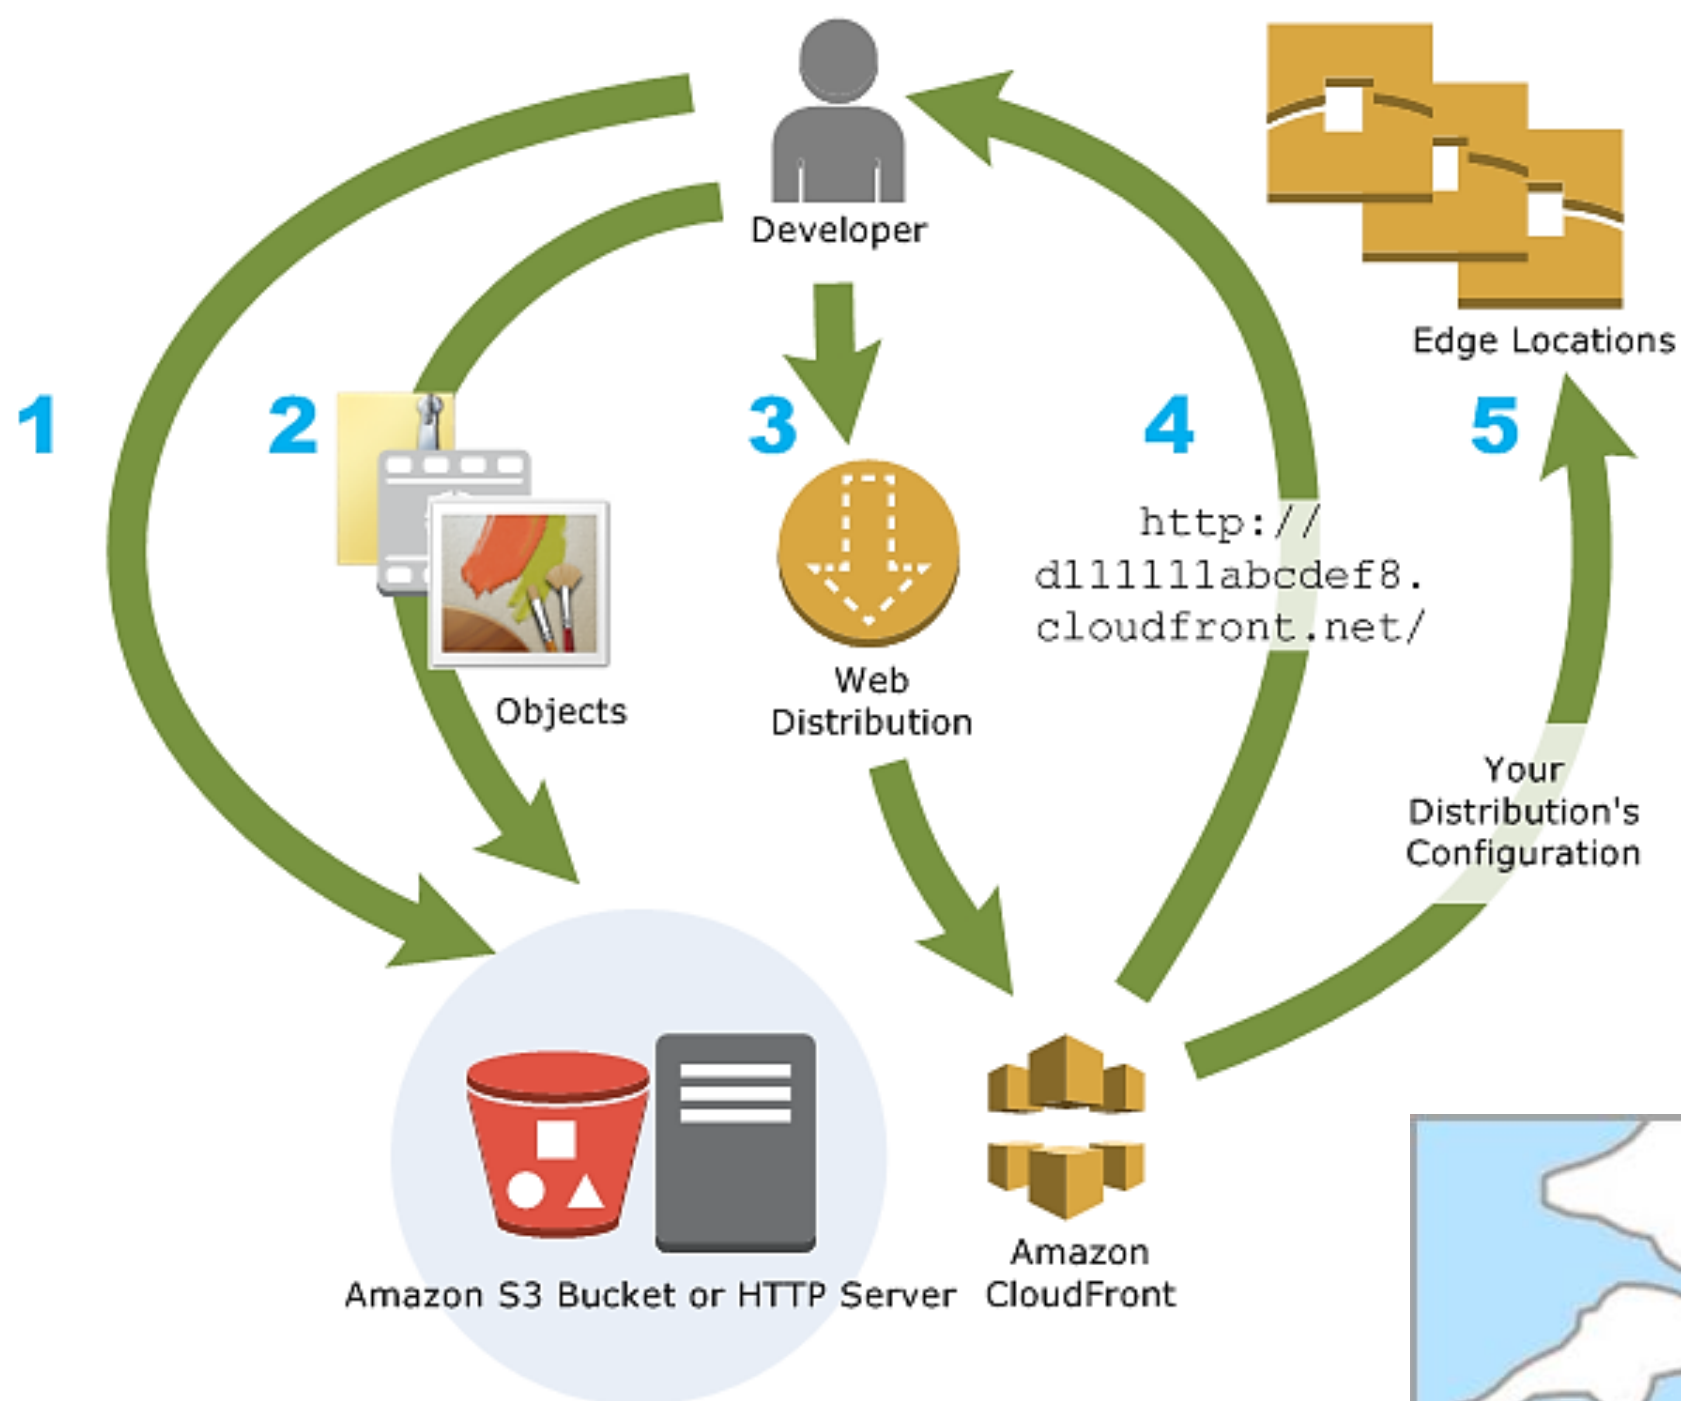 Developer
Edge Locations
1
2
3
4
5
http://
d111111abcdef8.
cloudfront.net/
Objects
Web
Distribution
Your
Distribution's
Configuration
Amazon S3 Bucket or HTTP Server
Amazon
CloudFront